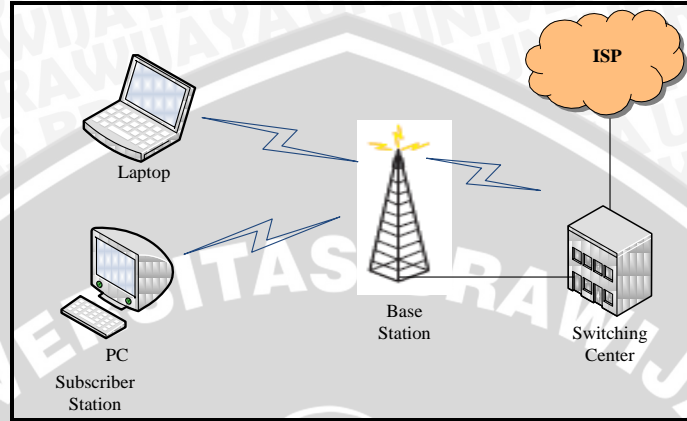 ISP
Laptop
Base
Station
Switching
Center
PC
Subscriber
Station